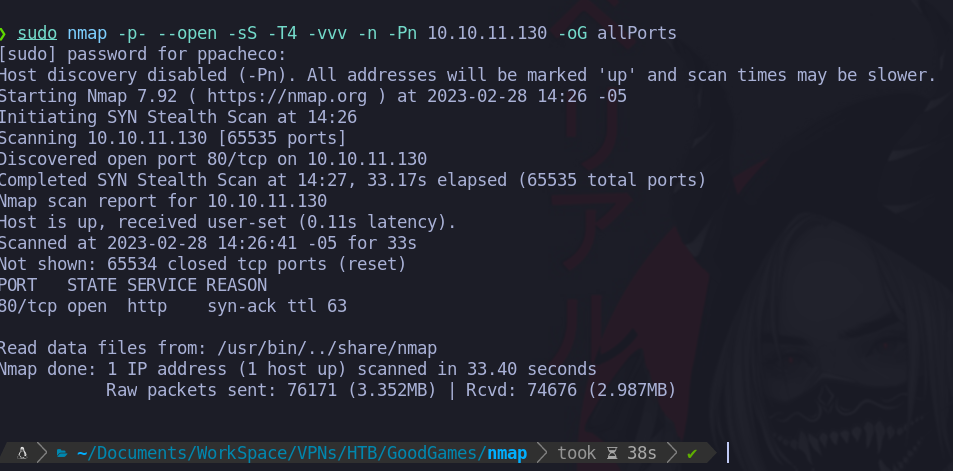 ❯ sudo nmap -p- --open -sS -T4 -vvv -n -Pn 10.10.11.130 -oG allPorts
[sudo] password for ppacheco:
Host discovery disabled (-Pn). All addresses will be marked 'up' and scan times may be slower.
Starting Nmap 7.92 ( https://nmap.org ) at 2023-02-28 14:26 -05
Initiating SYN Stealth Scan at 14:26
Scanning 10.10.11.130 [65535 ports]
Discovered open port 80/tcp on 10.10.11.130
Completed SYN Stealth Scan at 14:27, 33.17s elapsed (65535 total ports)
Nmap scan report for 10.10.11.130
Host is up, received user-set (0.11s latency).
Scanned at 2023-02-28 14:26:41 -05 for 33s
Not shown: 65534 closed tcp ports (reset)
PORT   STATE SERVICE REASON
80/tcp open  http    syn-ack ttl 63
Read data files from: /usr/bin/../share/nmap
Nmap done: 1 IP address (1 host up) scanned in 33.40 seconds
Raw packets sent: 76171 (3.352MB) | Rcvd: 74676 (2.987MB)
~/Documents/WorkSpace/VPNs/HTB/GoodGames/nmap took 38s ✔